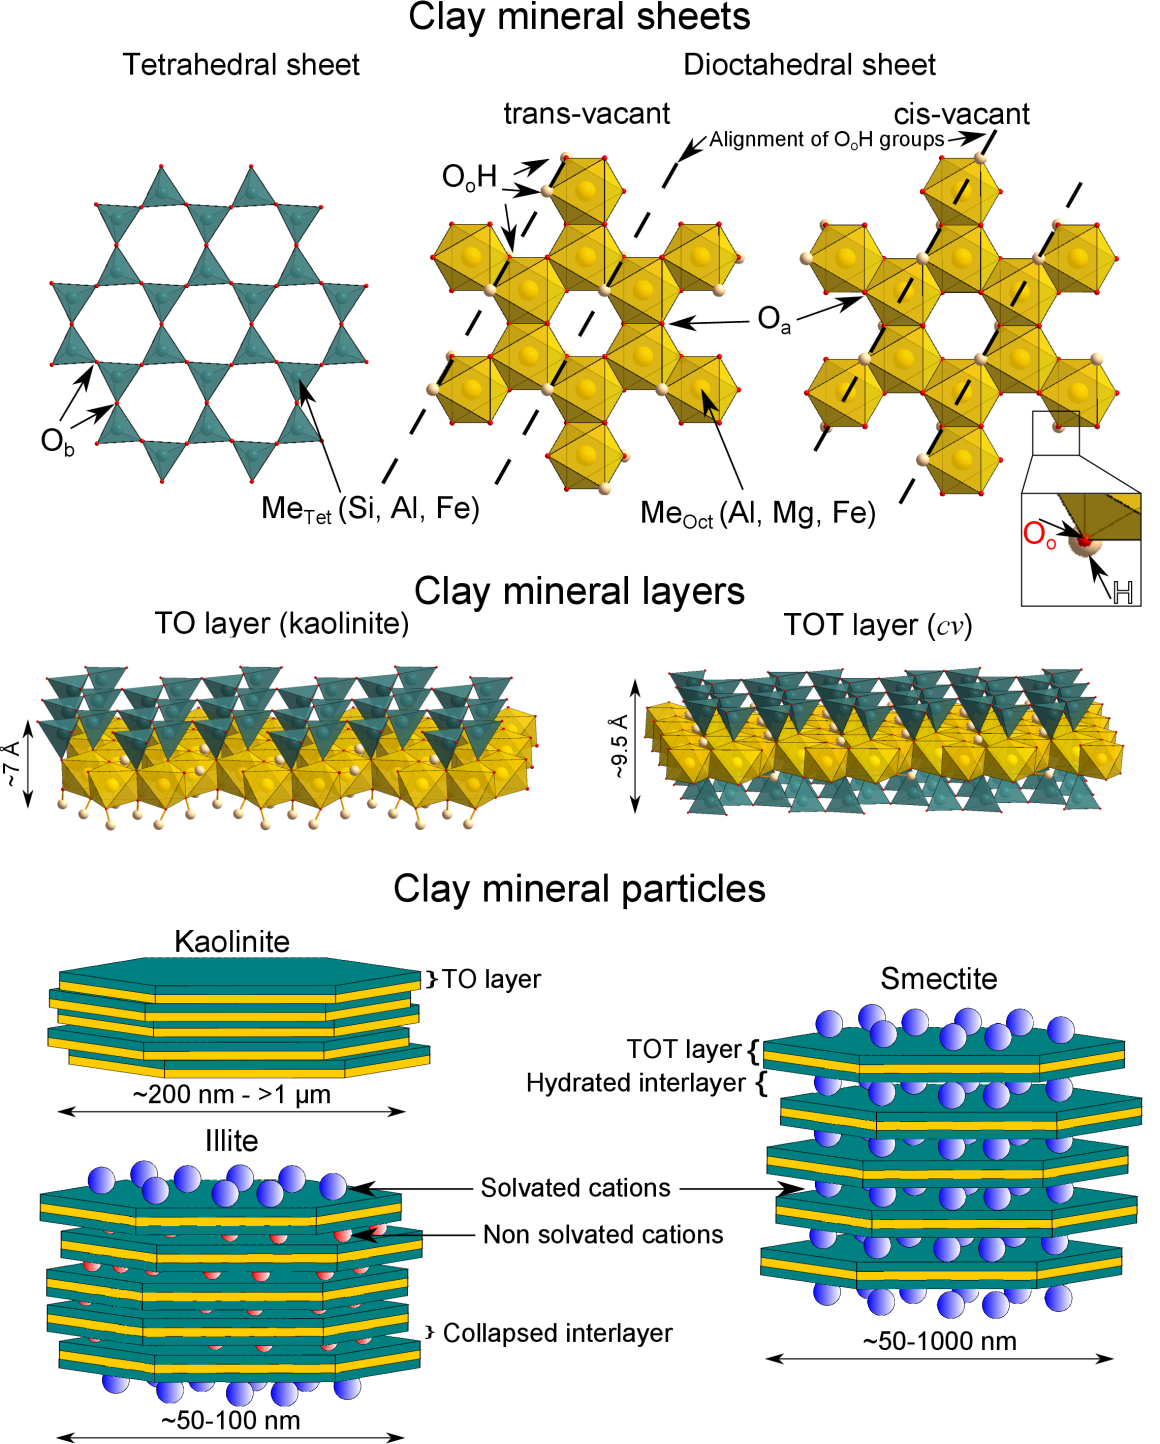 Clay mineral sheets
Tetrahedral sheet
Dioctahedral sheet
trans-vacant
cis-vacant
Alignment of OₒH groups
OₒH
Oₐ
O_b
Me_Tet (Si, Al, Fe)
Me_Oct (Al, Mg, Fe)
Oₒ
H
Clay mineral layers
TO layer (kaolinite)
TOT layer (cv)
~7 Å
~9.5 Å
Clay mineral particles
Kaolinite
TO layer
~200 nm - >1 µm
Smectite
TOT layer
Hydrated interlayer
Illite
Solvated cations
Non solvated cations
Collapsed interlayer
~50-1000 nm
~50-100 nm